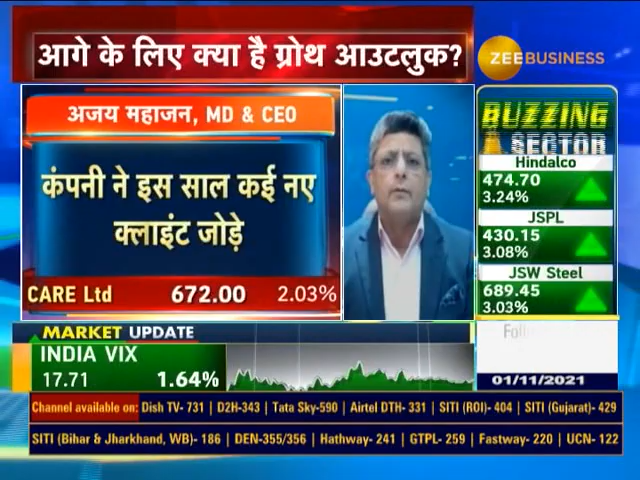 आगे के लिए क्या है ग्रोथ आउटलुक?
ZEEBUSINESS
अजय महाजन, MD & CEO
कंपनी ने इस साल कई नए
क्लाइंट जोड़े
CARE Ltd 672.00 2.03%
BUZZING
SECTOR
Hindalco
474.70
3.24%
JSPL
430.15
3.08%
JSW Steel
689.45
3.03%
MARKET UPDATE
INDIA VIX
17.71 1.64%
01/11/2021
Channel available on: Dish TV- 731 | D2H-343 | Tata Sky-590 | Airtel DTH- 331 | SITI (ROI)- 404 | SITI (Gujarat)- 429
SITI (Bihar & Jharkhand, WB)- 186 | DEN-355/356 | Hathway- 241 | GTPL- 259 | Fastway- 220 | UCN- 122